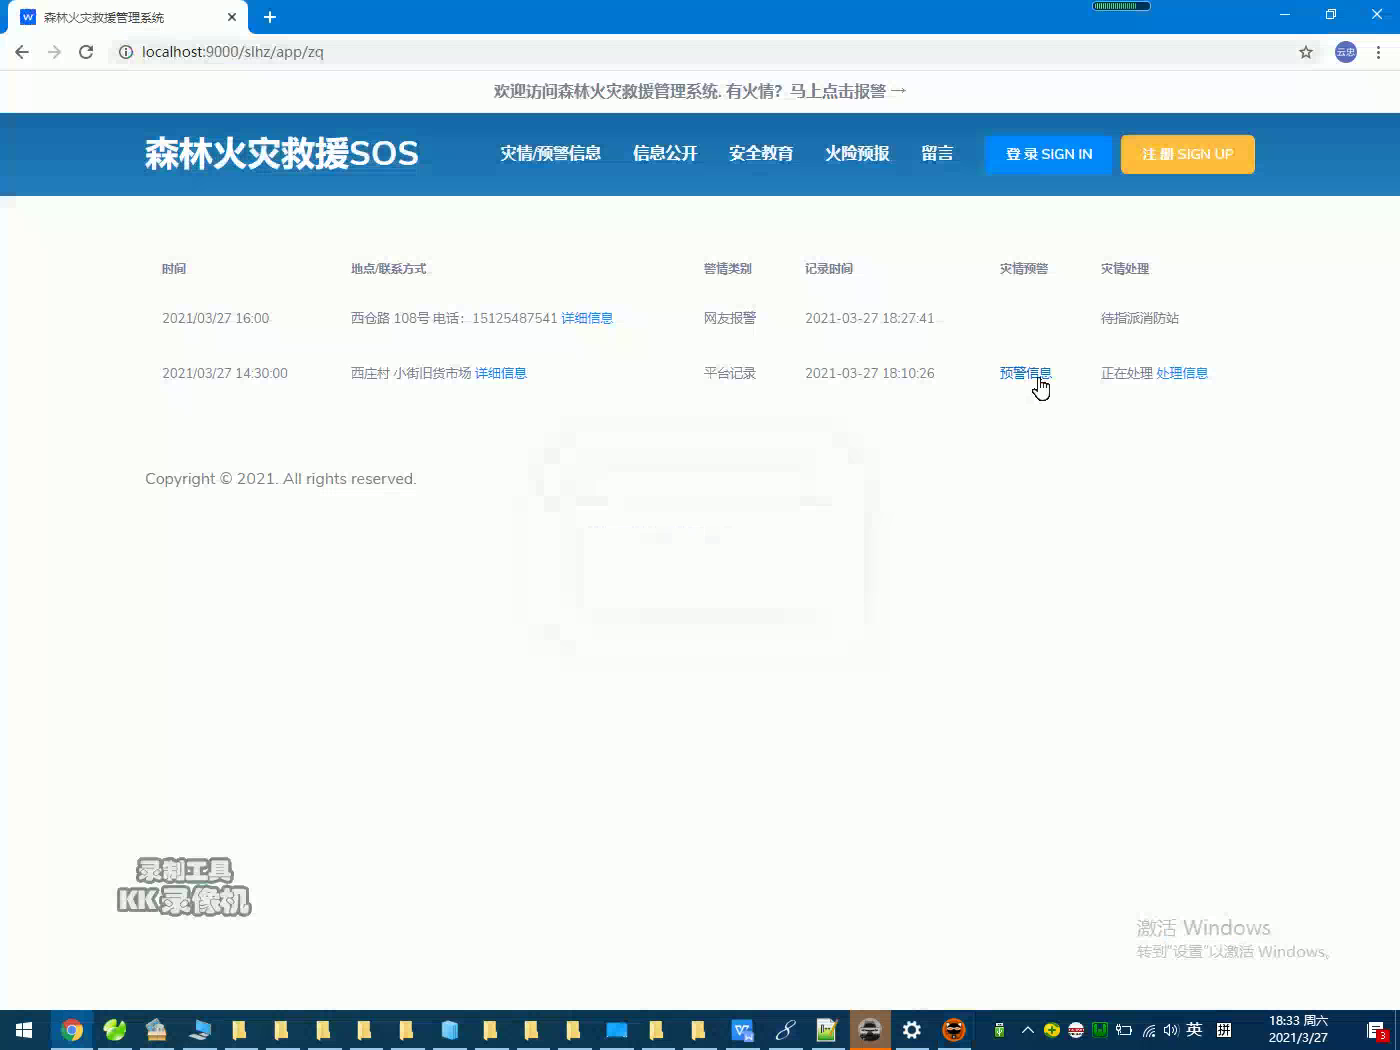 森林火灾救援管理系统
localhost:9000/slhz/app/zq
云忠
欢迎访问森林火灾救援管理系统. 有火情？马上点击报警 →
森林火灾救援SOS
灾情/预警信息 信息公开 安全教育 火险预报 留言 登 录 SIGN IN 注 册 SIGN UP
时间 地点/联系方式 警情类别 记录时间 灾情预警 灾情处理
2021/03/27 16:00 西仓路 108号 电话：15125487541 详细信息 网友报警 2021-03-27 18:27:41 待指派消防站
2021/03/27 14:30:00 西庄村 小街旧货市场 详细信息 平台记录 2021-03-27 18:10:26 预警信息 正在处理 处理信息
Copyright © 2021. All rights reserved.
录制工具
KK录像机
激活 Windows
转到"设置"以激活 Windows。
英 拼
18:33 周六
2021/3/27
3